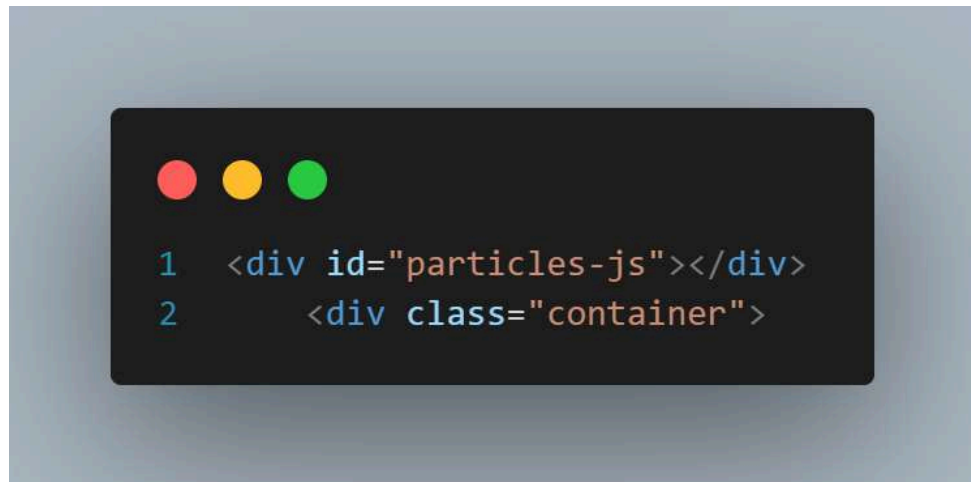 1 <div id="particles-js"></div>
2 <div class="container">